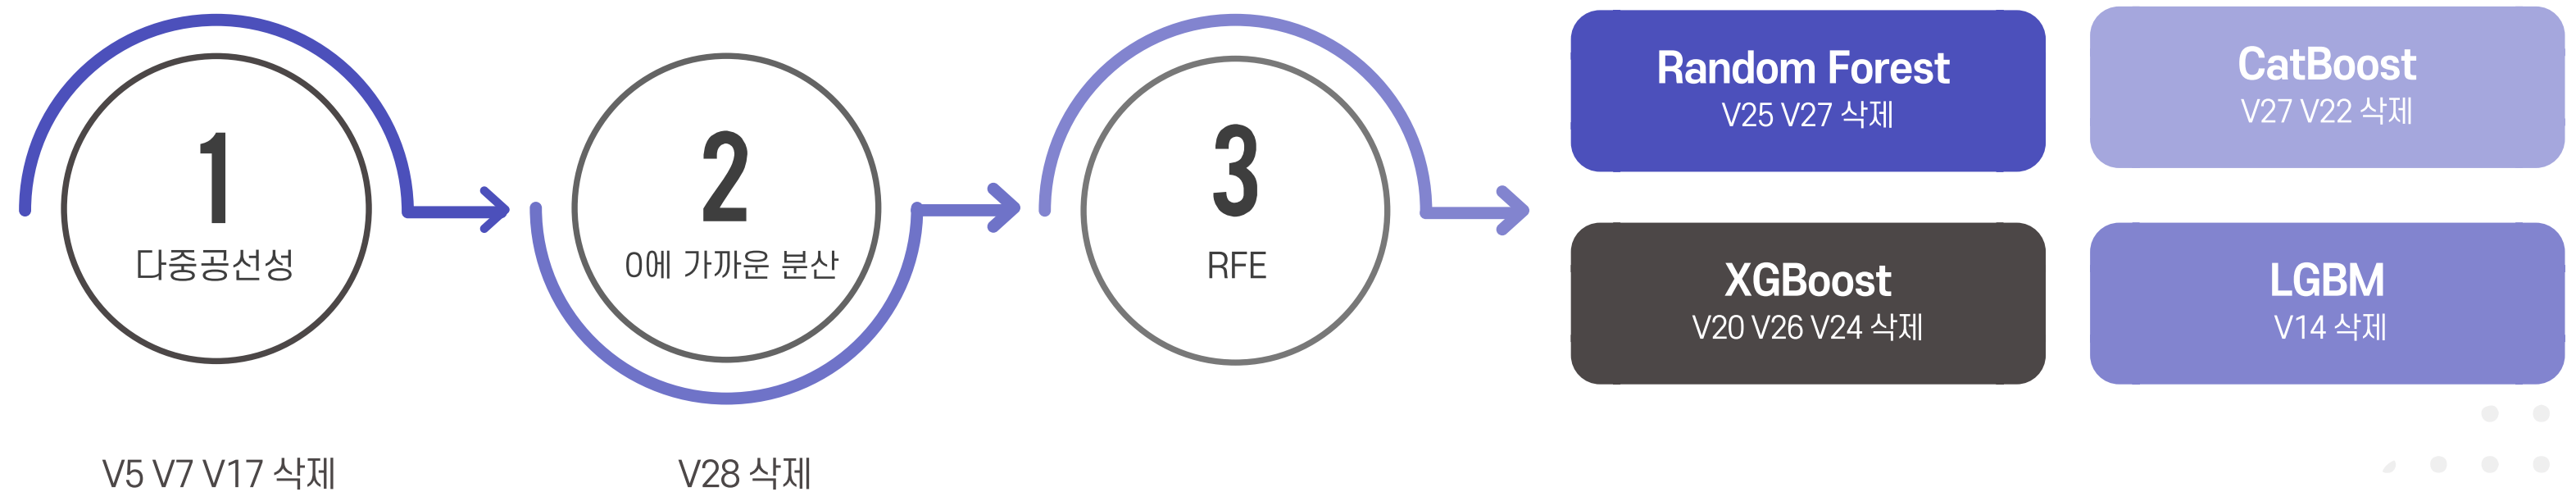 1
다중공선성
V5 V7 V17 삭제
2
0에 가까운 분산
V28 삭제
3
RFE
Random Forest
V25 V27 삭제
CatBoost
V27 V22 삭제
XGBoost
V20 V26 V24 삭제
LGBM
V14 삭제